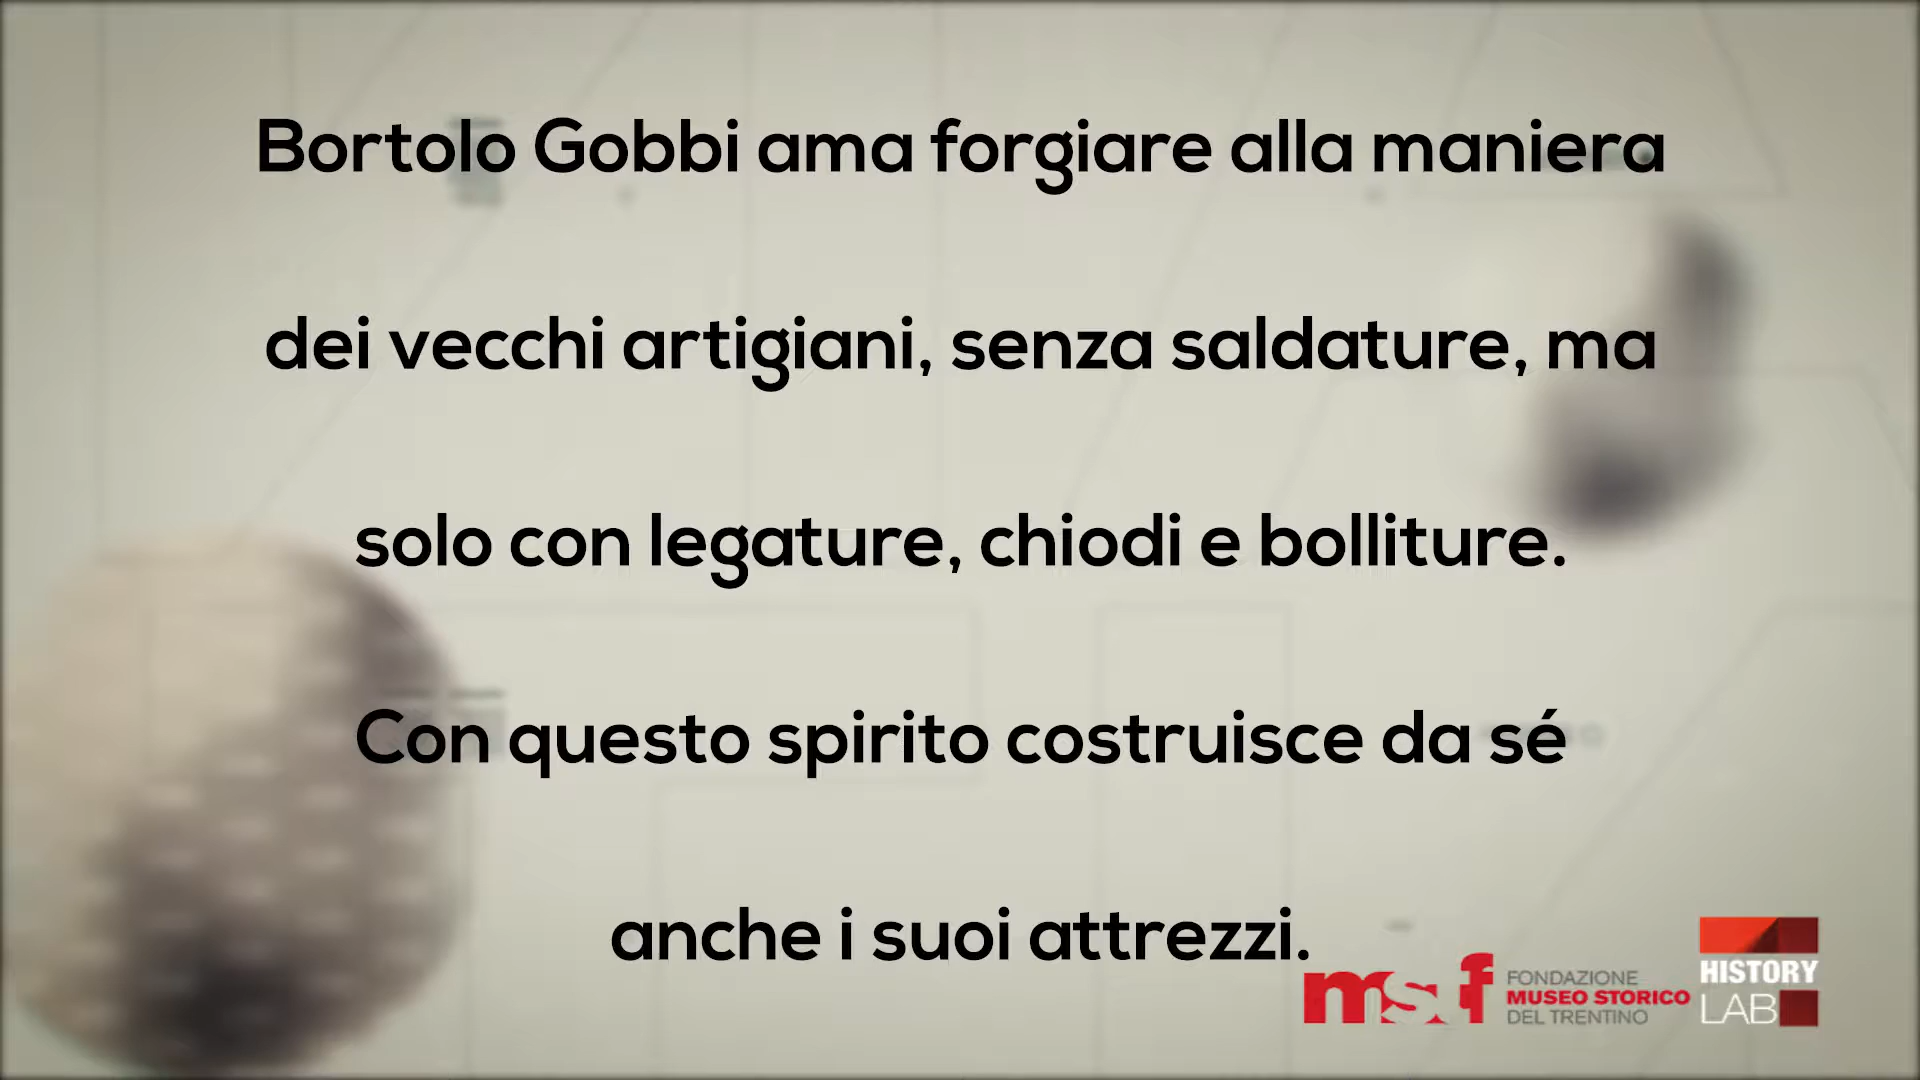 Bortolo Gobbi ama forgiare alla maniera
dei vecchi artigiani, senza saldature, ma
solo con legature, chiodi e bolliture.
Con questo spirito costruisce da sé
anche i suoi attrezzi.
mstf
FONDAZIONE
MUSEO STORICO
DEL TRENTINO
HISTORY
LAB